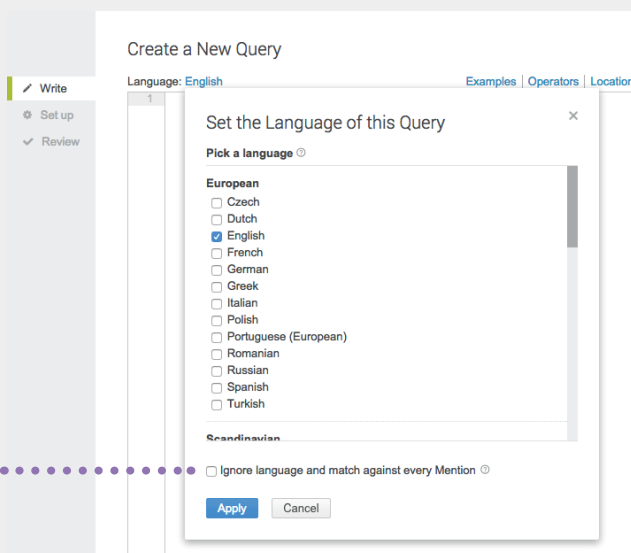 Create a New Query
Language: English
Examples
Operators
Location
Write
Set up
Review
1
Set the Language of this Query
×
Pick a language ?
European
Czech
Dutch
English
French
German
Greek
Italian
Polish
Portuguese (European)
Romanian
Russian
Spanish
Turkish
Scandinavian
Ignore language and match against every Mention ?
Apply
Cancel